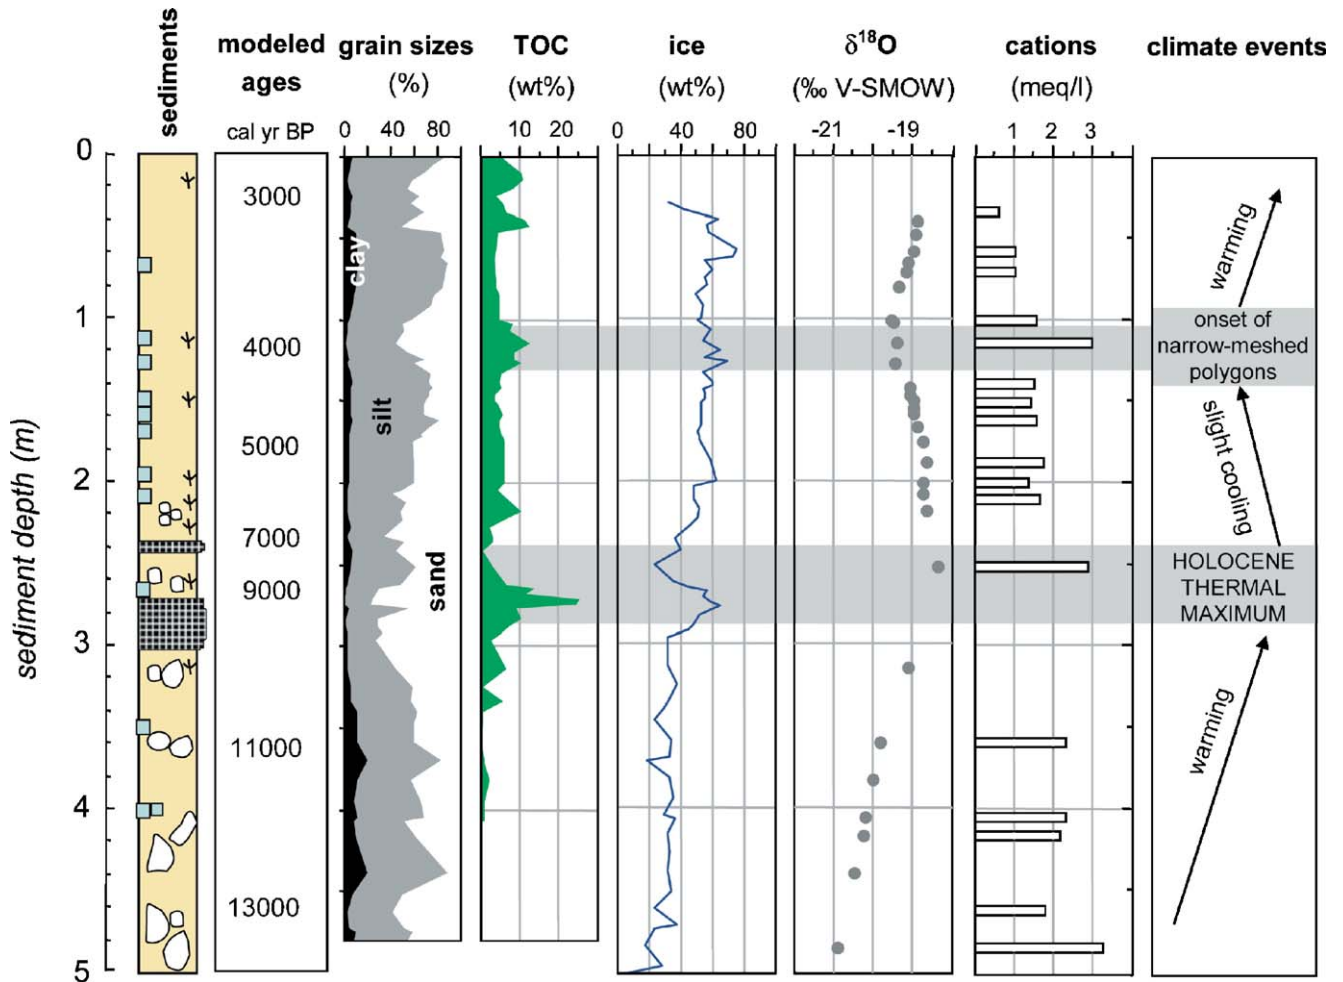 sediments
modeled
ages
cal yr BP
grain sizes
(%)
TOC
(wt%)
ice
(wt%)
δ¹⁸O
(‰ V-SMOW)
cations
(meq/l)
climate events
0 40 80
10 20
0 40 80
-21 -19
1 2 3
sediment depth (m)
0
1
2
3
4
5
3000
4000
5000
7000
9000
11000
13000
clay
silt
sand
warming
onset of
narrow-meshed
polygons
slight cooling
HOLOCENE
THERMAL
MAXIMUM
warming